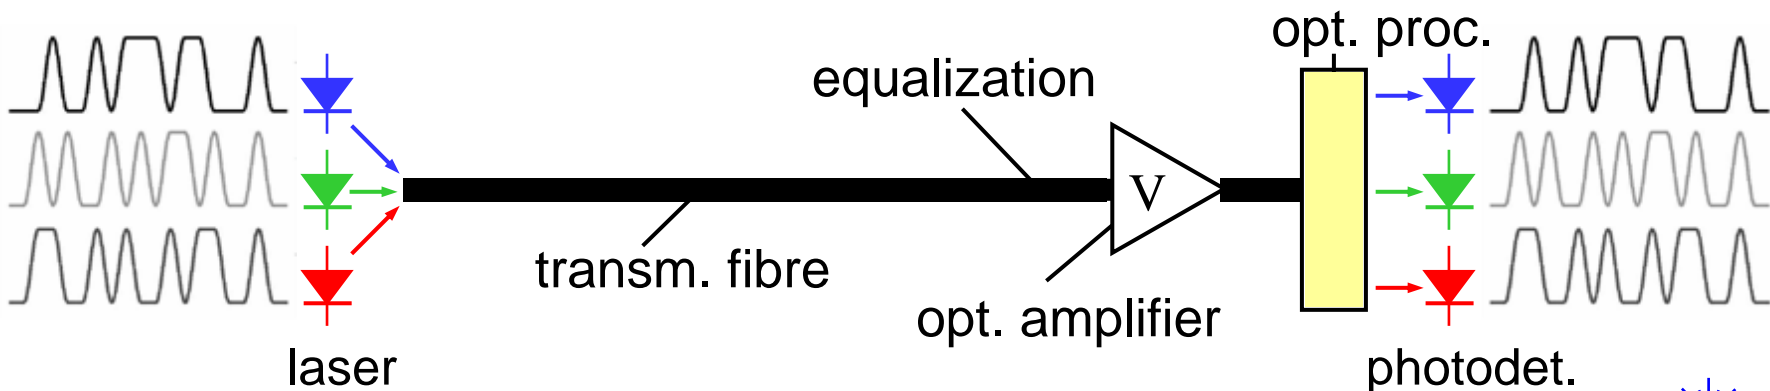 opt. proc.
equalization
V
transm. fibre
opt. amplifier
laser
photodet.